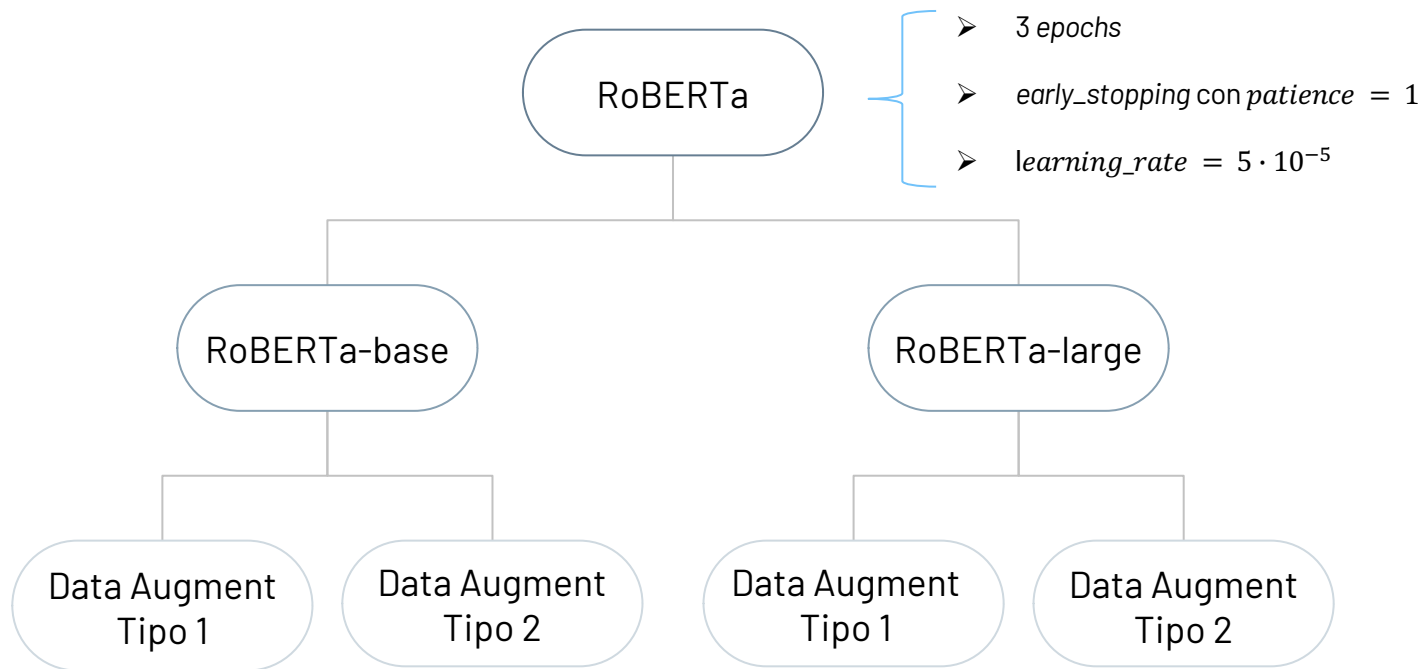 RoBERTa
➤ 3 epochs
➤ early_stopping con patience = 1
➤ learning_rate = 5 · 10⁻⁵
RoBERTa-base
RoBERTa-large
Data Augment
Tipo 1
Data Augment
Tipo 2
Data Augment
Tipo 1
Data Augment
Tipo 2